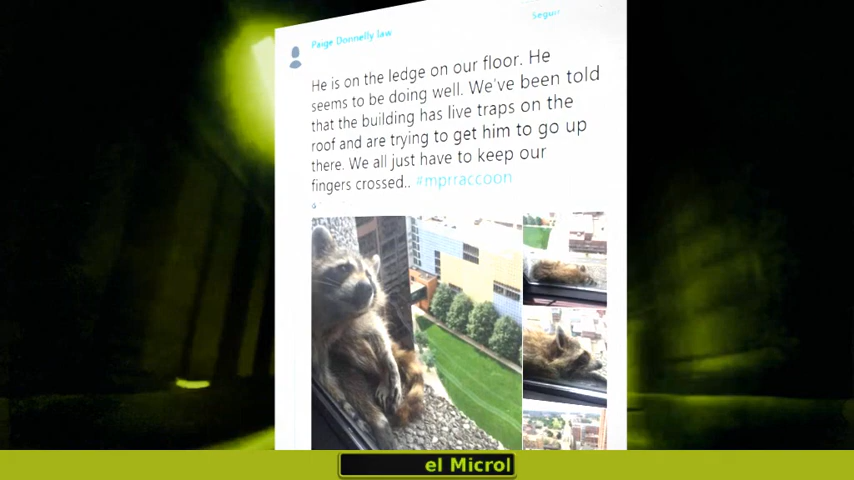 Paige Donnelly law
Seguir
He is on the ledge on our floor. He
seems to be doing well. We've been told
that the building has live traps on the
roof and are trying to get him to go up
there. We all just have to keep our
fingers crossed.. #mprraccoon
el Microl